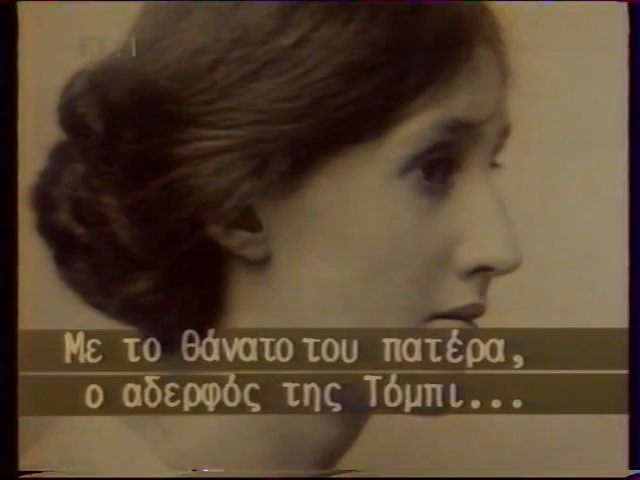 Με το θάνατο του πατέρα,
ο αδερφός της Τόμπι...